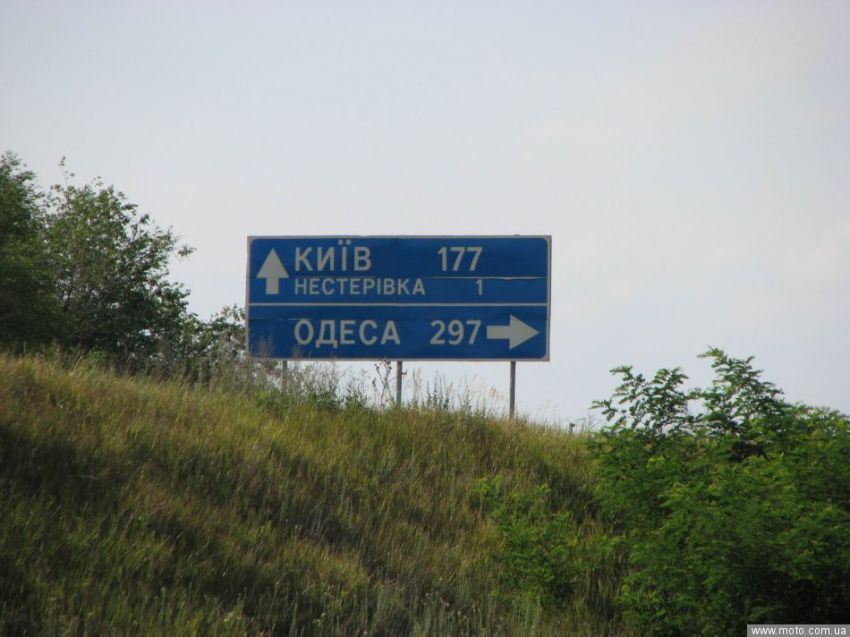 КИЇВ 177
НЕСТЕРІВКА 1
ОДЕСА 297
www.moto.com.ua